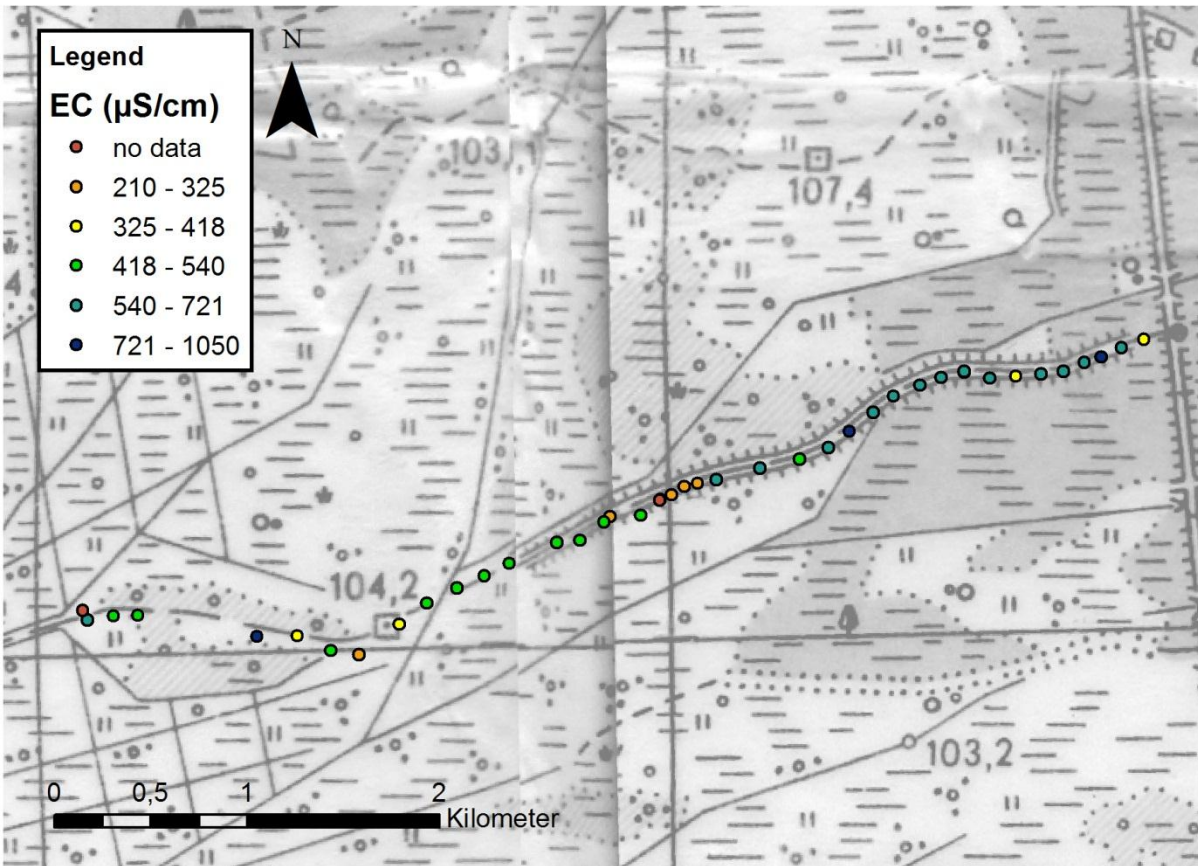 Legend
EC (µS/cm)
no data
210 - 325
325 - 418
418 - 540
540 - 721
721 - 1050
N
103
107,4
4
104,2
103,2
0 0,5 1 2
Kilometer